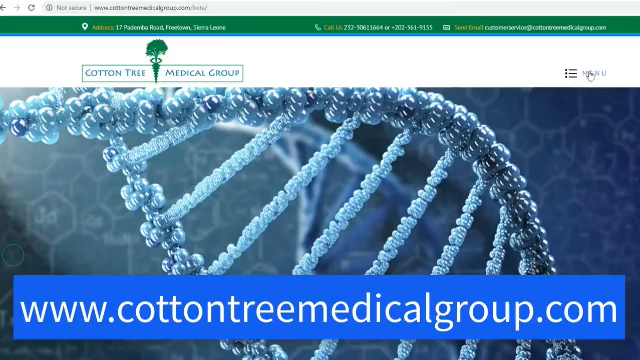 Not secure | www.cottontreemedicalgroup.com/beta/
Address: 17 Pademba Road, Freetown, Sierra Leone
Call Us 232-30611664 or +202-361-9155
Send Email customerservice@cottontreemedicalgroup.com
COTTON TREE MEDICAL GROUP
MENU
www.cottontreemedicalgroup.com